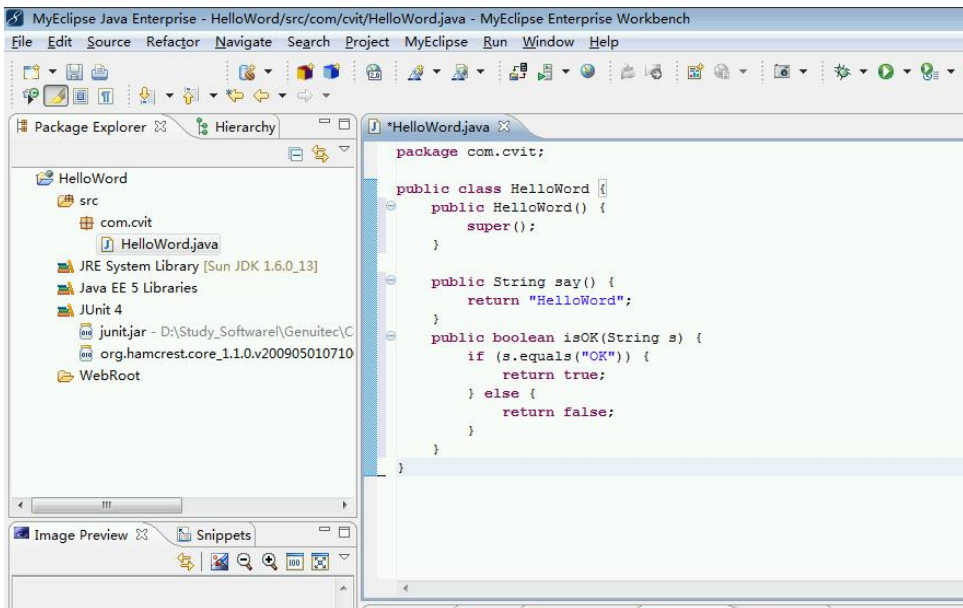 MyEclipse Java Enterprise - HelloWord/src/com/cvit/HelloWord.java - MyEclipse Enterprise Workbench
File Edit Source Refactor Navigate Search Project MyEclipse Run Window Help
Package Explorer Hierarchy
*HelloWord.java
HelloWord
src
com.cvit
HelloWord.java
JRE System Library [Sun JDK 1.6.0_13]
Java EE 5 Libraries
JUnit 4
junit.jar - D:\Study_Softwarel\Genuitec\C
org.hamcrest.core_1.1.0.v20090501071
WebRoot
package com.cvit;
public class HelloWord {
public HelloWord() {
super();
}
public String say() {
return "HelloWord";
}
public boolean isOK(String s) {
if (s.equals("OK")) {
return true;
} else {
return false;
}
}
}
Image Preview Snippets